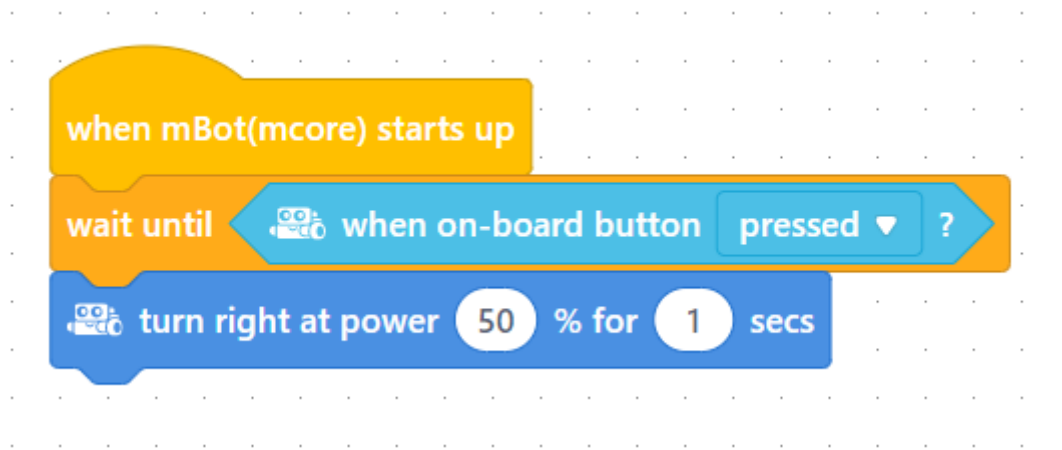 when mBot(mcore) starts up
wait until when on-board button pressed ?
turn right at power 50 % for 1 secs